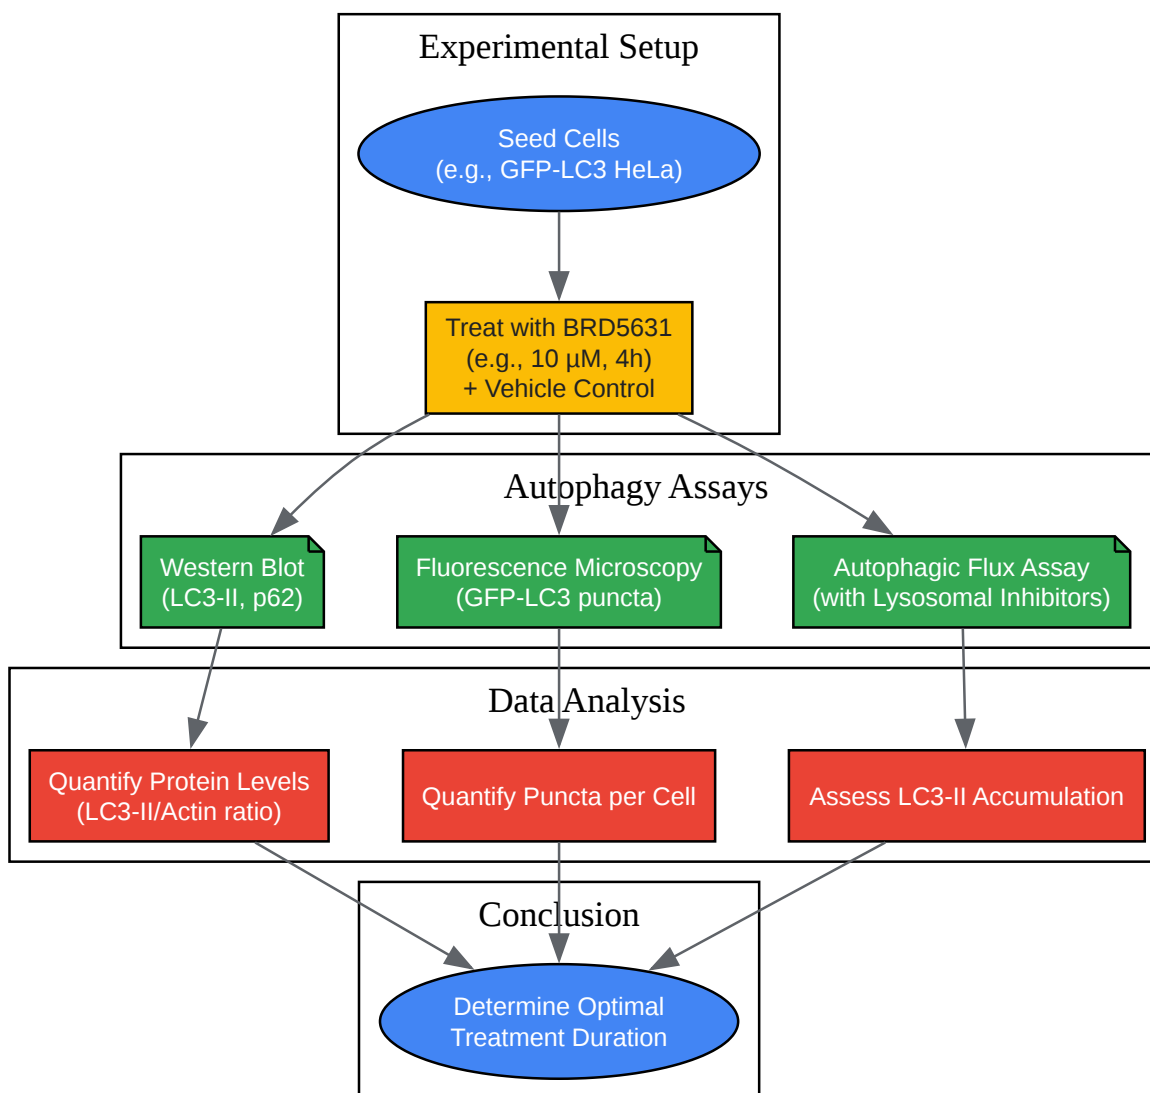 Experimental Setup
Seed Cells
(e.g., GFP-LC3 HeLa)
Treat with BRD5631
(e.g., 10 µM, 4h)
+ Vehicle Control
Autophagy Assays
Western Blot
(LC3-II, p62)
Fluorescence Microscopy
(GFP-LC3 puncta)
Autophagic Flux Assay
(with Lysosomal Inhibitors)
Data Analysis
Quantify Protein Levels
(LC3-II/Actin ratio)
Quantify Puncta per Cell
Assess LC3-II Accumulation
Conclusion
Determine Optimal
Treatment Duration